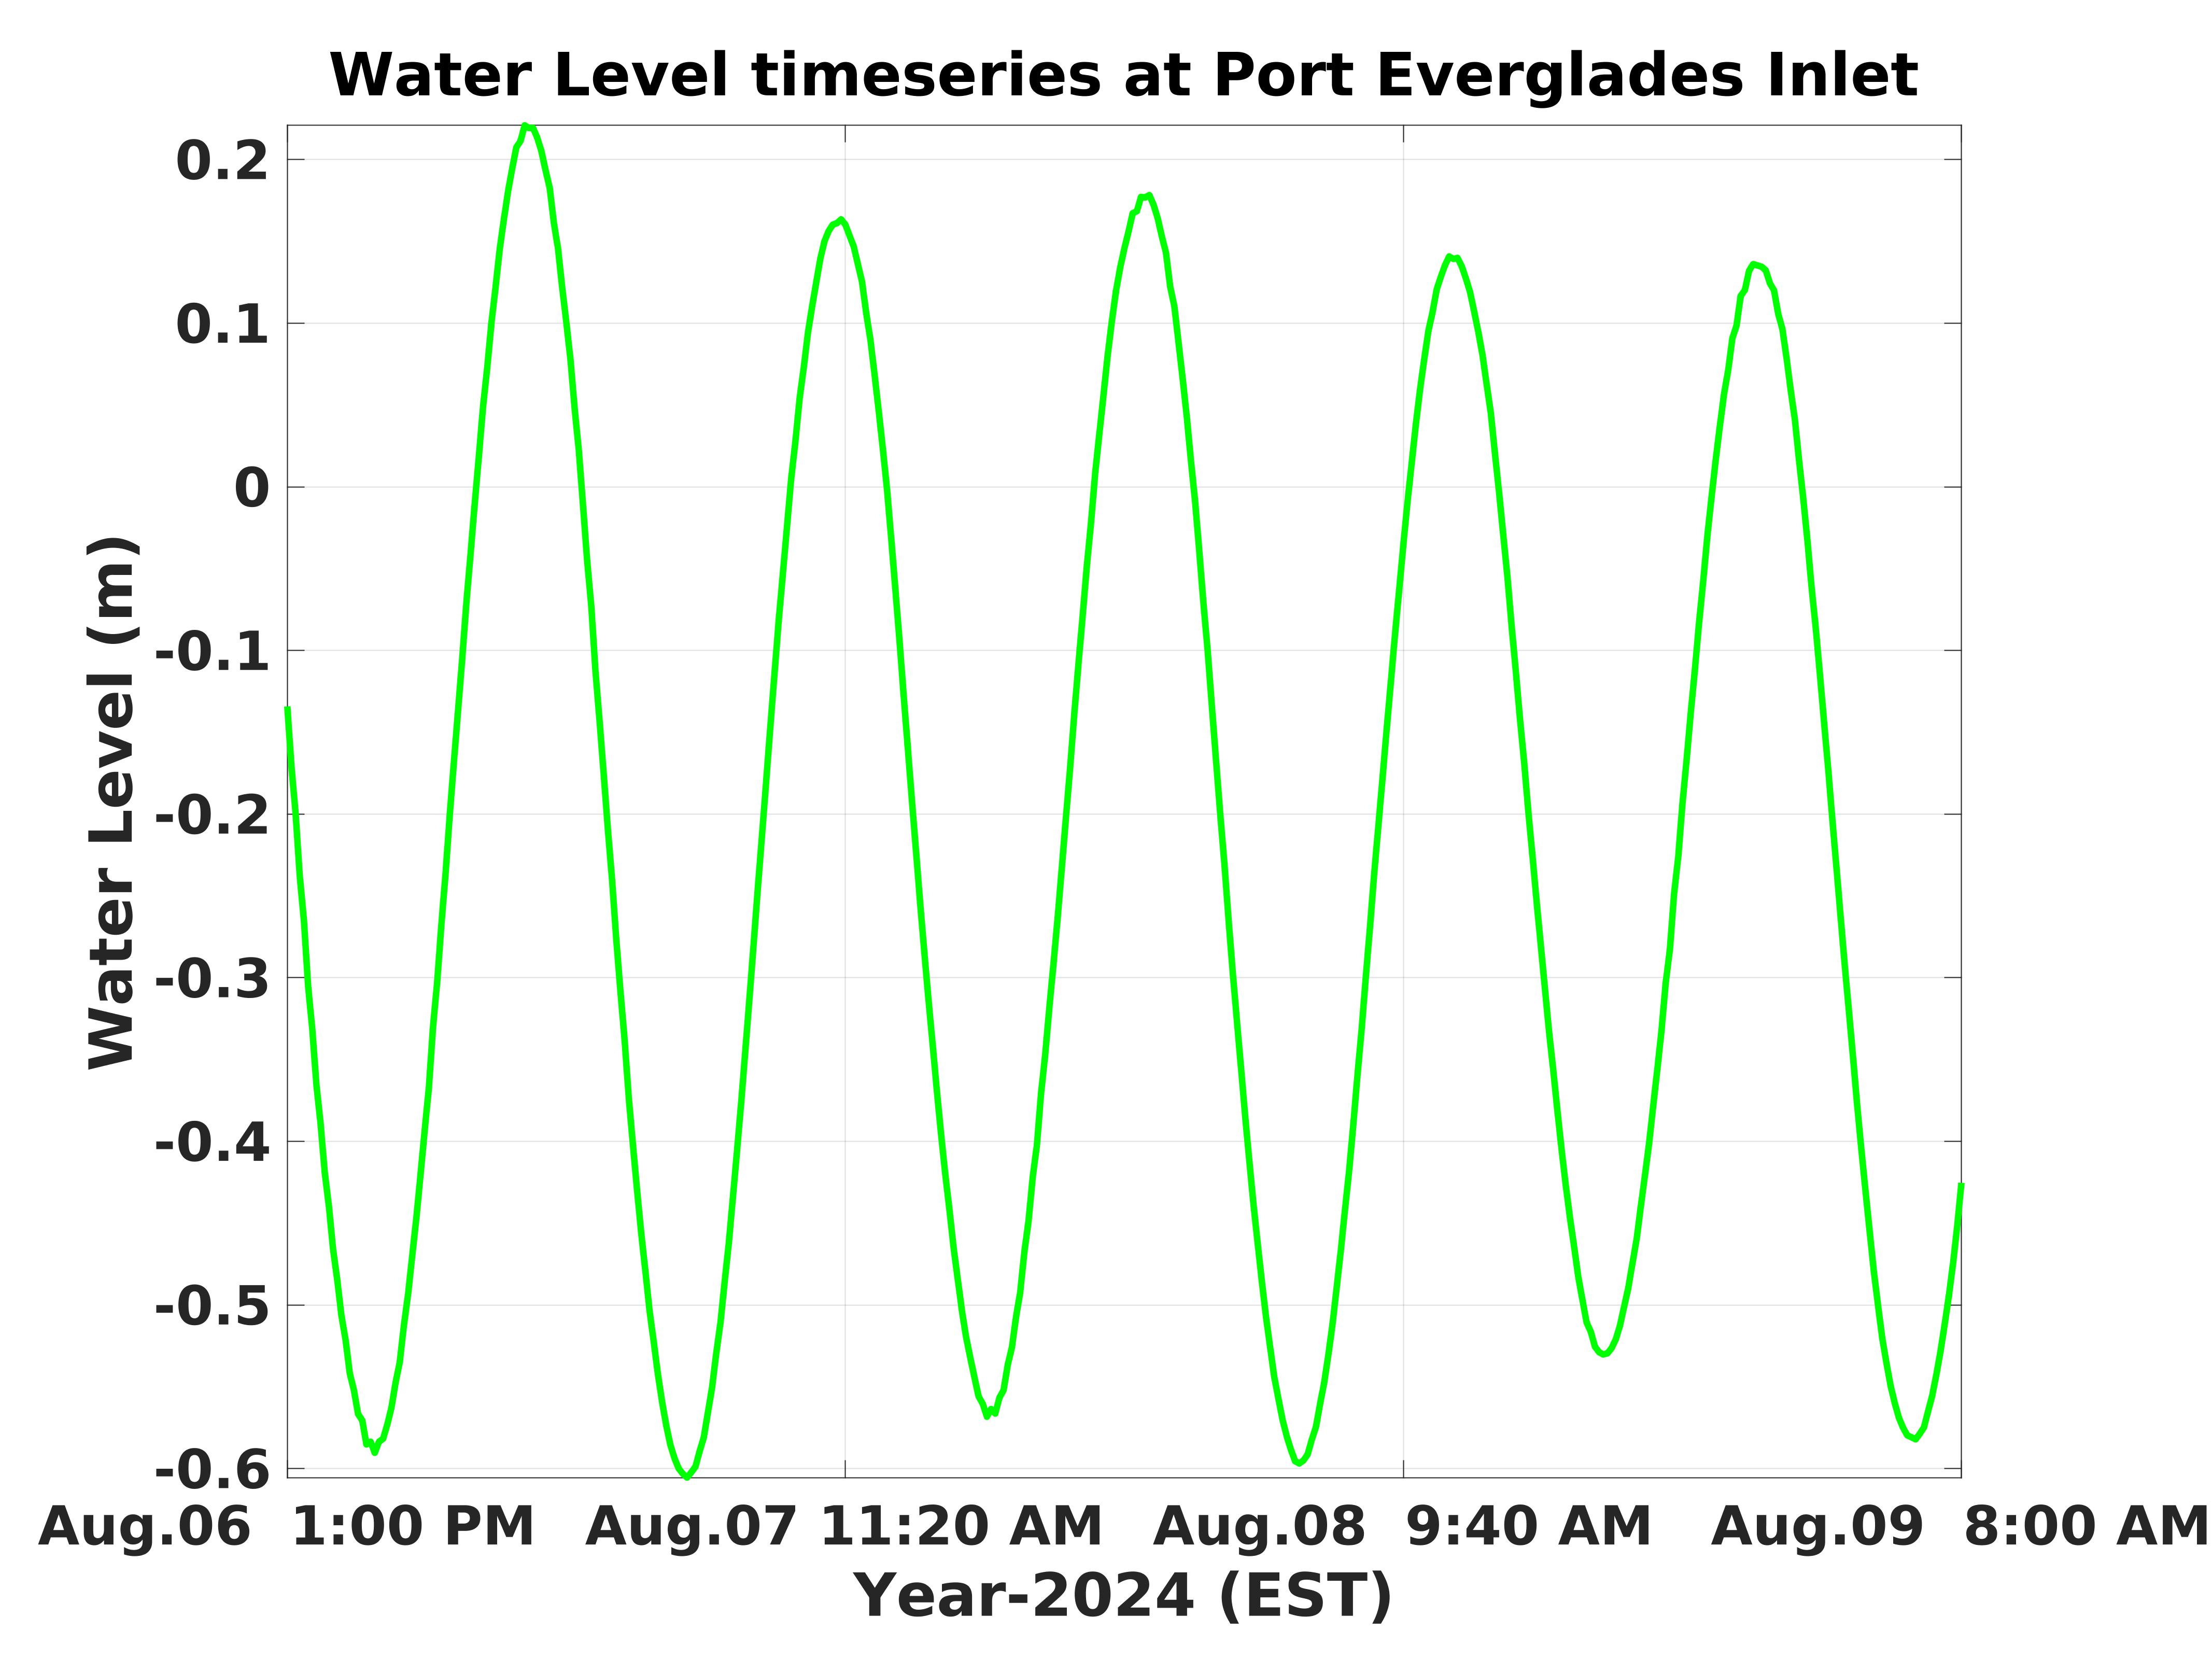 Water Level timeseries at Port Everglades Inlet
0.2
0.1
0
-0.1
-0.2
-0.3
-0.4
-0.5
-0.6
Water Level (m)
Aug.06 1:00 PM Aug.07 11:20 AM Aug.08 9:40 AM Aug.09 8:00 AM
Year-2024 (EST)